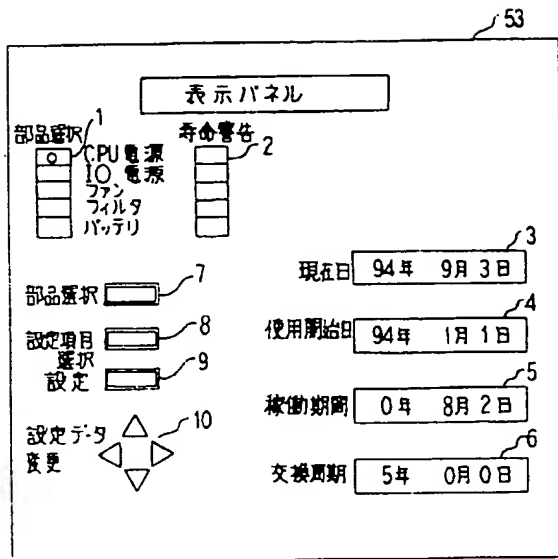 53
表示パネル
部品選択 1 寿命警告
CPU電源 2
IO電源
ファン
フィルタ
バッテリ
3
現在日 94年 9月3日
部品選択 7
4
設定項目選択 8
使用開始日 94年 1月1日
設定 9
5
稼働期間 0年 8月2日
設定データ変更 10
6
交換周期 5年 0月0日